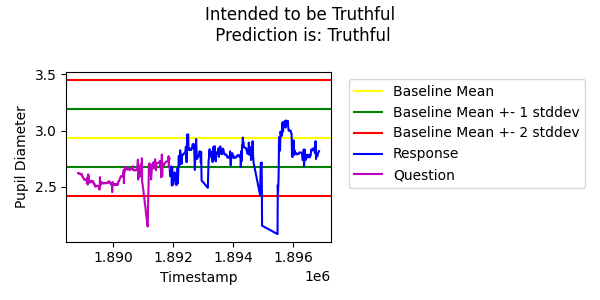 Intended to be Truthful
Prediction is: Truthful
3.5
3.0
2.5
Pupil Diameter
1.890
1.892
1.894
1.896
1e6
Timestamp
Baseline Mean
Baseline Mean +- 1 stddev
Baseline Mean +- 2 stddev
Response
Question